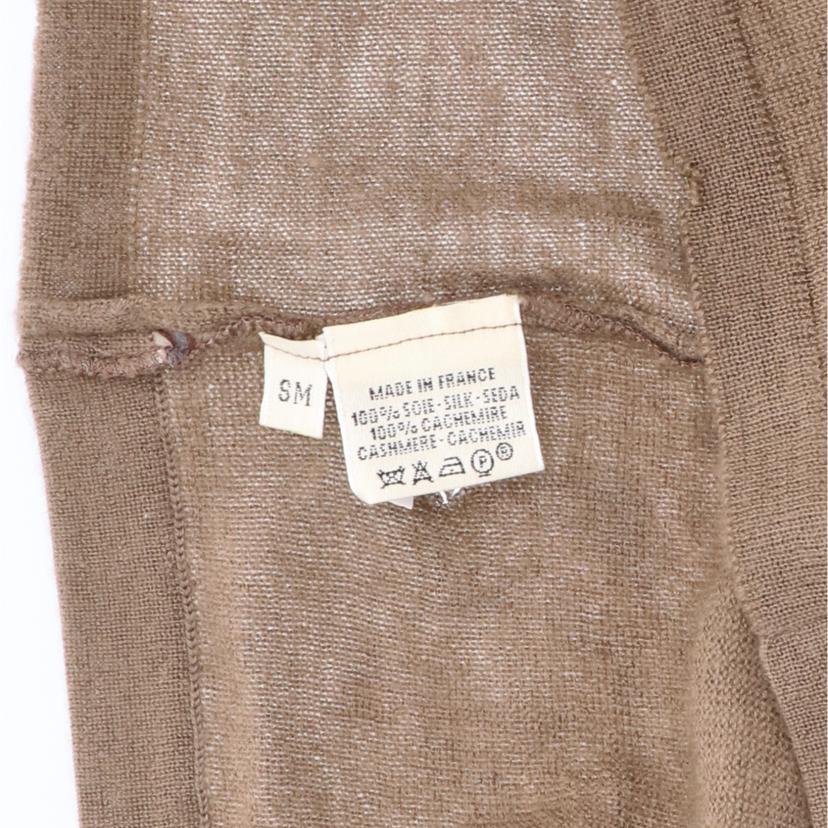 SM
MADE IN FRANCE
100% SOIE-SILK-SEDA
100% CACHEMIRE
CASHMERE-CACHEMIR
P ®